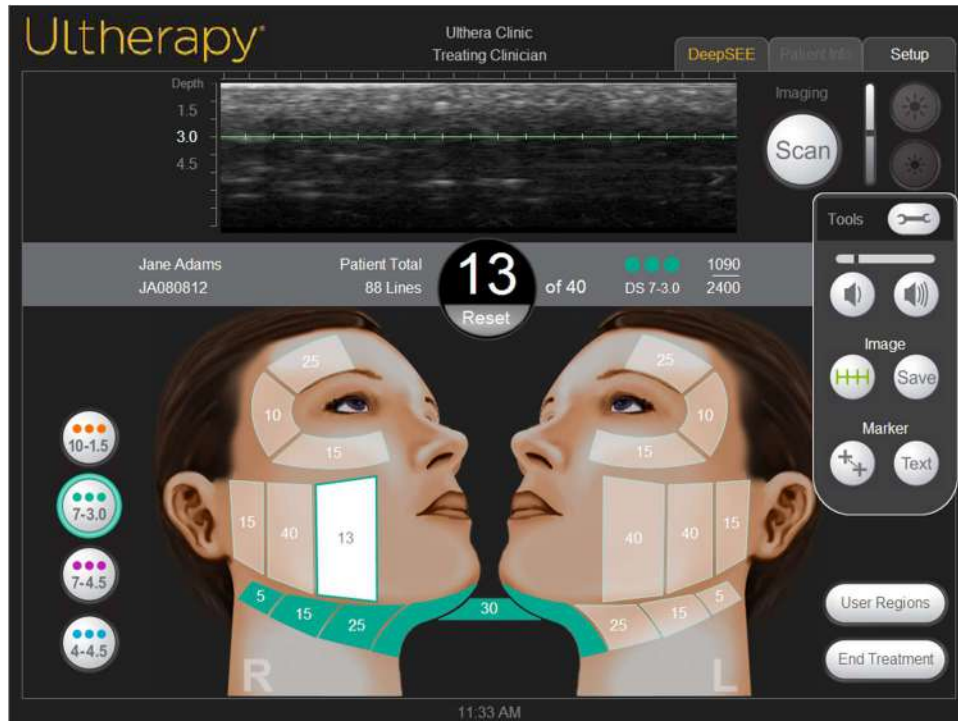 Ultherapy
Ulthera Clinic
Treating Clinician
DeepSEE Patient Info Setup
Depth
1.5
3.0
4.5
Imaging
Scan
Tools
Jane Adams
JA080812
Patient Total
88 Lines
13
Reset
of 40
DS 7-3.0
1090
2400
Image
Save
Marker
Text
25 25
10 10
15 15
15 40 13 40 40 15
5 15 25 30 25 15 5
10-1.5
7-3.0
7-4.5
4-4.5
R L
User Regions
End Treatment
11:33 AM